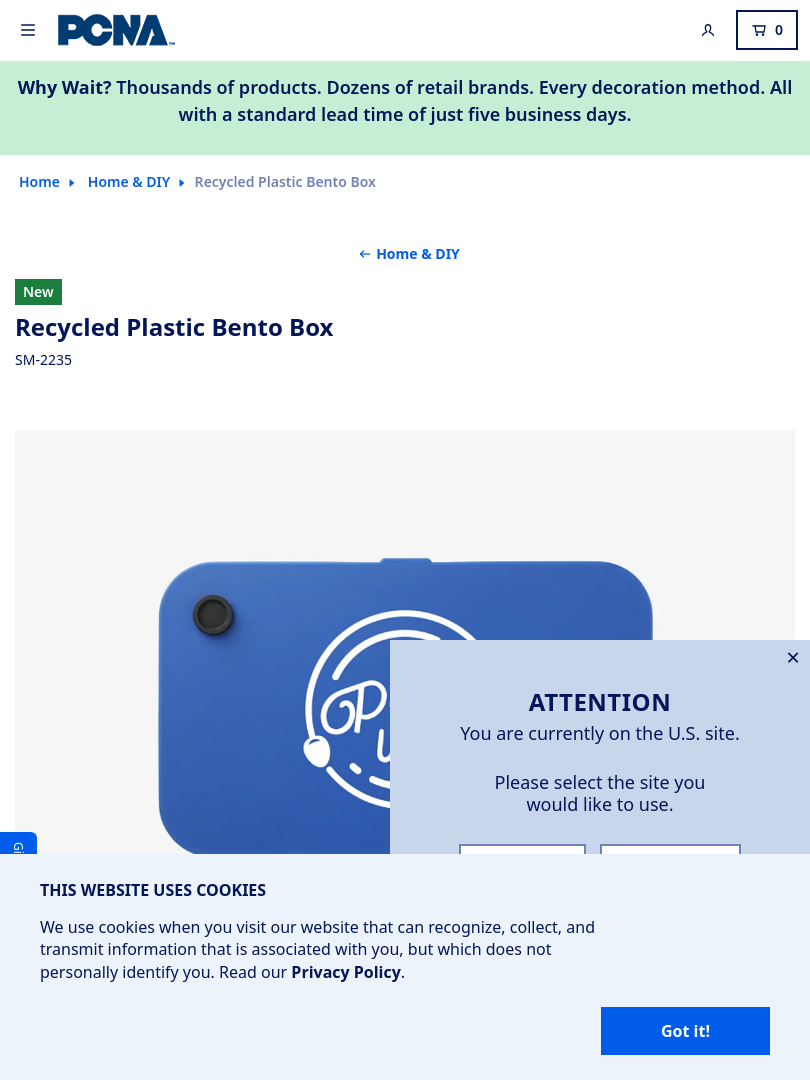 PCNA
0
Why Wait? Thousands of products. Dozens of retail brands. Every decoration method. All
with a standard lead time of just five business days.
Home
Home & DIY
Recycled Plastic Bento Box
← Home & DIY
New
Recycled Plastic Bento Box
SM-2235
ATTENTION
You are currently on the U.S. site.
Please select the site you
would like to use.
THIS WEBSITE USES COOKIES
We use cookies when you visit our website that can recognize, collect, and
transmit information that is associated with you, but which does not
personally identify you. Read our Privacy Policy.
Got it!